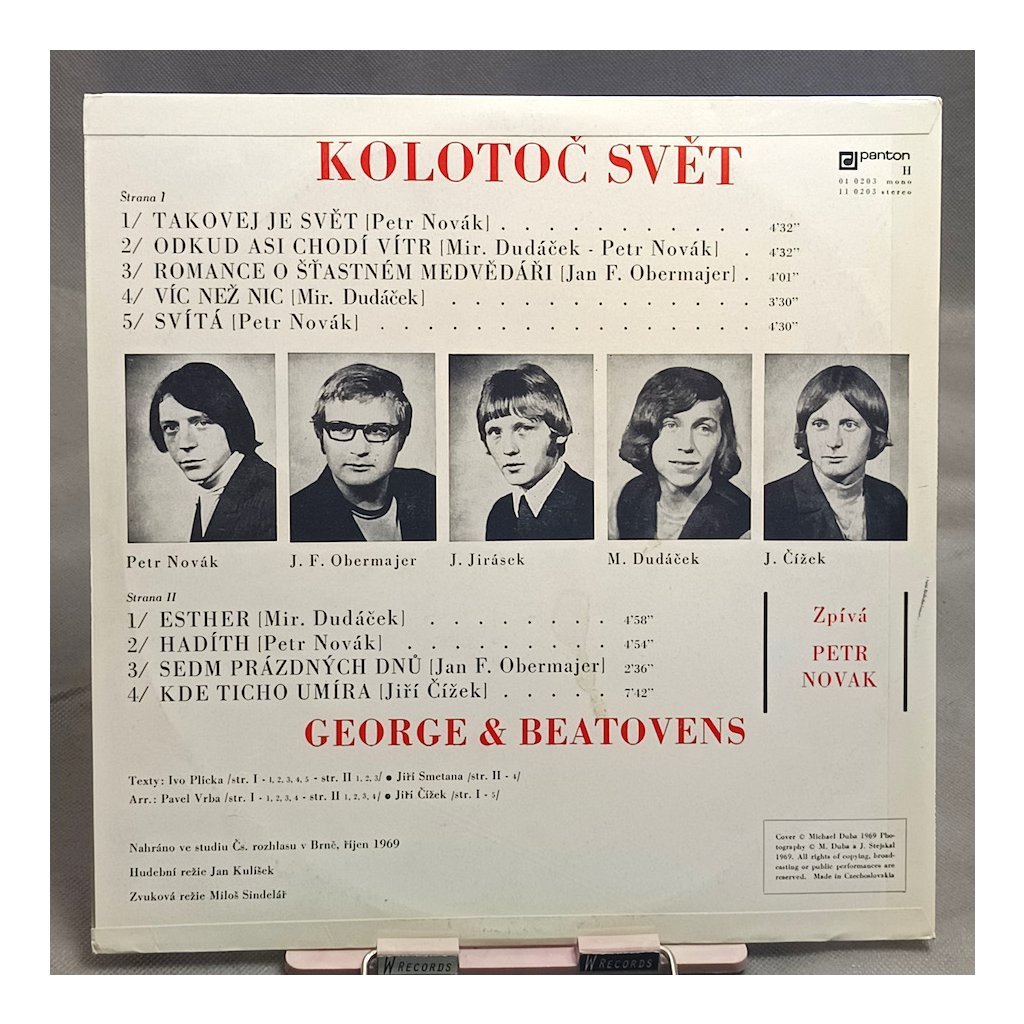 KOLOTOČ SVĚT
panton
H
01 0203 mono
11 0203 stereo
Strana I
1/ TAKOVEJ JE SVĚT [Petr Novák] . . . . . . . . . . . 4'32"
2/ ODKUD ASI CHODÍ VÍTR [Mir. Dudáček - Petr Novák] . 4'32"
3/ ROMANCE O ŠŤASTNÉM MEDVĚDÁŘI [Jan F. Obermajer] . 4'01"
4/ VÍC NEŽ NIC [Mir. Dudáček] . . . . . . . . . . . . . . 3'30"
5/ SVÍTÁ [Petr Novák] . . . . . . . . . . . . . . . . 4'30"
Petr Novák
J. F. Obermajer
J. Jirásek
M. Dudáček
J. Čížek
Strana II
1/ ESTHER [Mir. Dudáček] . . . . . . . . 4'58"
2/ HADÍTH [Petr Novák] . . . . . . . . . 4'54"
3/ SEDM PRÁZDNÝCH DNŮ [Jan F. Obermajer] 2'36"
4/ KDE TICHO UMÍRA [Jiří Čížek] . . . . . 7'42"
Zpívá
PETR
NOVAK
GEORGE & BEATOVENS
Texty: Ivo Plicka /str. I - 1, 2, 3, 4, 5 - str. II 1, 2, 3/ ● Jiří Smetana /str. II - 4/
Arr.: Pavel Vrba /str. I - 1, 2, 3, 4 - str. II 1, 2, 3, 4/ ● Jiří Čížek /str. I - 5/
Nahráno ve studiu Čs. rozhlasu v Brně, říjen 1969
Hudební režie Jan Kulíšek
Zvuková režie Miloš Sindelář
Cover © Michael Duba 1969 Pho-
tography © M. Duba a J. Stejskal
1969. All rights of copying, broad-
casting or public performances are
reserved. Made in Czechoslovakia
W RECORDS
W RECORDS